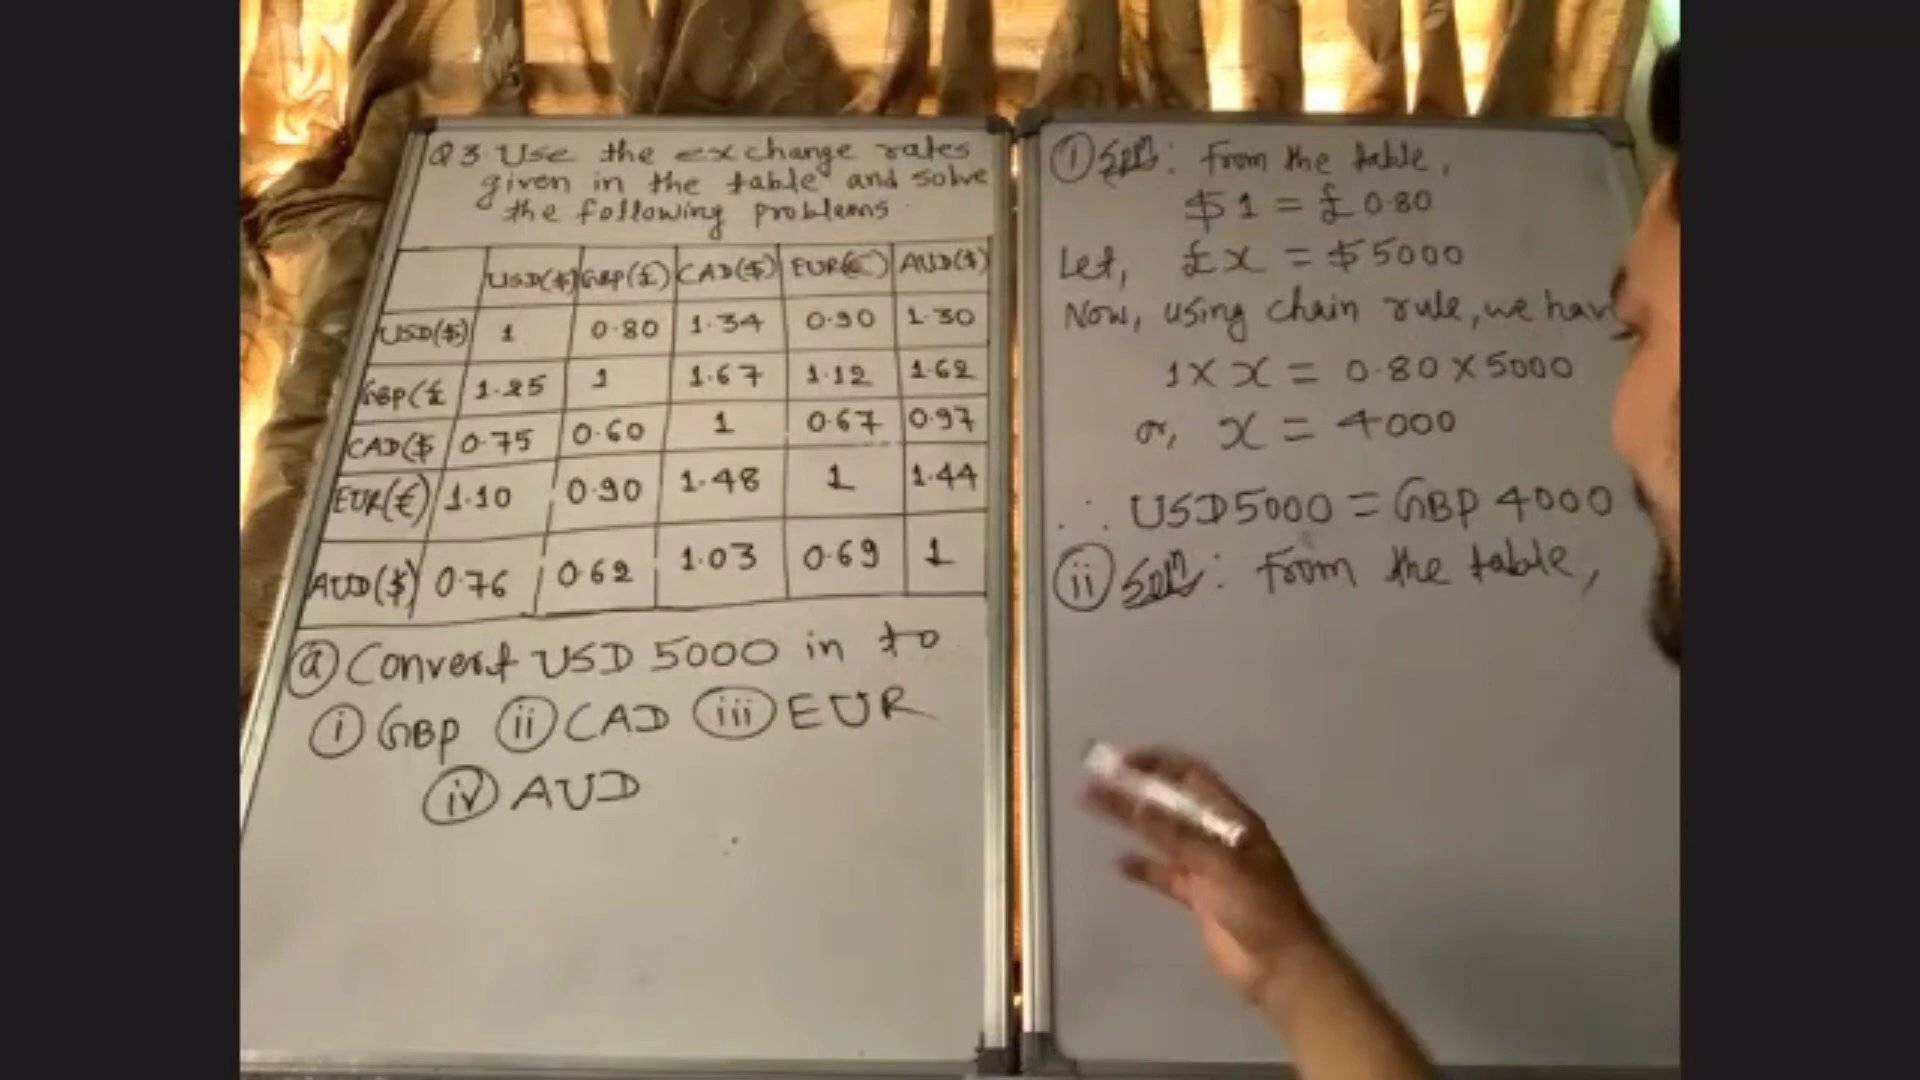 Q3 Use the exchange rates
given in the table and solve
the following problems.
USD($) GBP(£) CAD($) EUR(€) AUD($)
USD($) 1 0.80 1.34 0.90 1.30
GBP(£ 1.25 1 1.67 1.12 1.62
CAD($ 0.75 0.60 1 0.67 0.97
EUR(€) 1.10 0.90 1.48 1 1.44
AUD($) 0.76 0.62 1.03 0.69 1
(a) Convert USD 5000 in to
(i) GBP (ii) CAD (iii) EUR
(iv) AUD
(i) Soln: From the table,
$ 1 = £ 0.80
Let, £ x = $ 5000
Now, using chain rule, we hav
1 × x = 0.80 × 5000
or, x = 4000
∴ USD 5000 = GBP 4000
(ii) Soln: From the table,